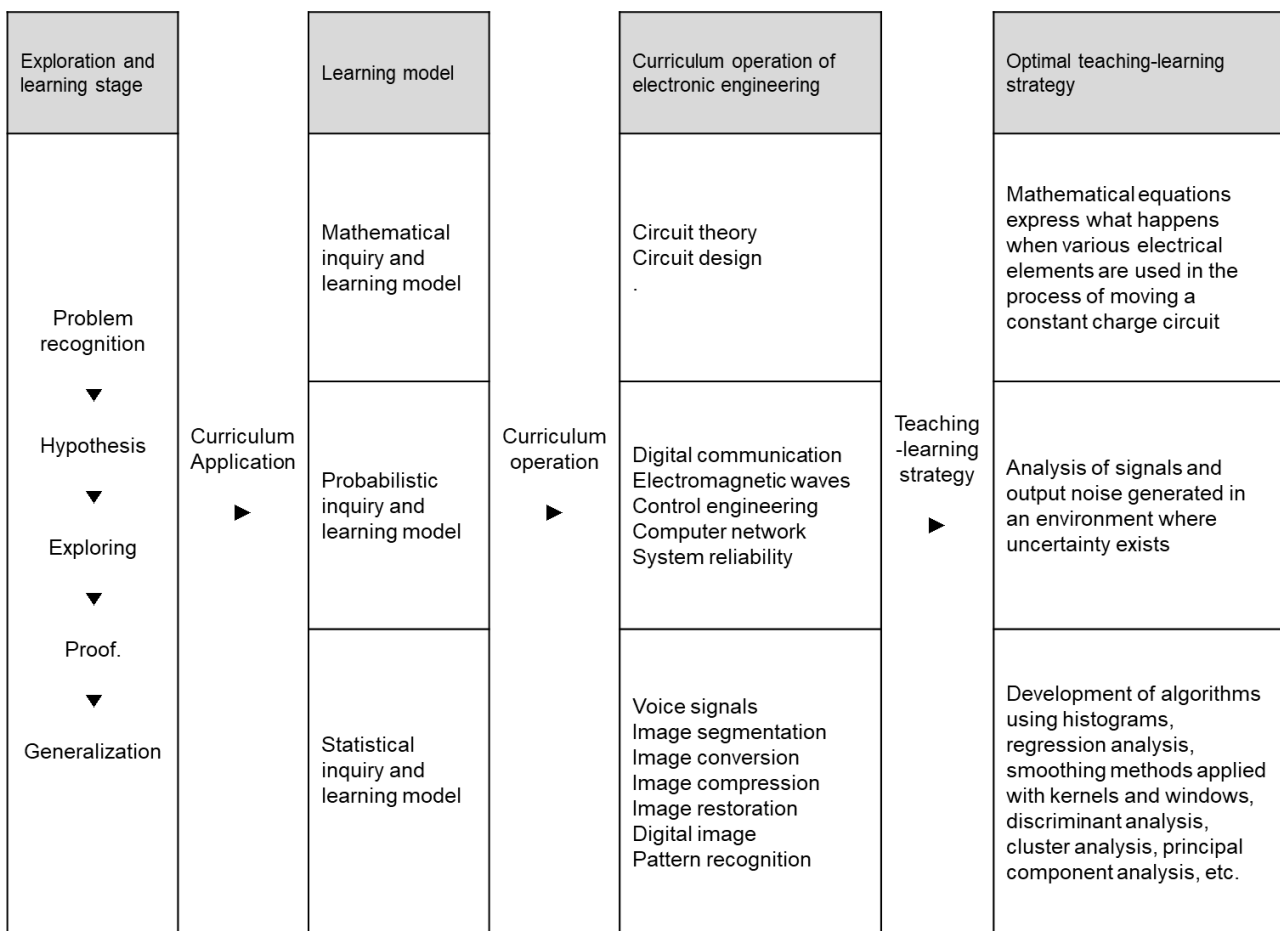 Exploration and
learning stage
Learning model
Curriculum operation of
electronic engineering
Optimal teaching-learning
strategy
Problem
recognition
▼
Hypothesis
▼
Exploring
▼
Proof.
▼
Generalization
Curriculum
Application
►
Mathematical
inquiry and
learning model
Probabilistic
inquiry and
learning model
Statistical
inquiry and
learning model
Curriculum
operation
►
Circuit theory
Circuit design
.
Digital communication
Electromagnetic waves
Control engineering
Computer network
System reliability
Voice signals
Image segmentation
Image conversion
Image compression
Image restoration
Digital image
Pattern recognition
Teaching
-learning
strategy
►
Mathematical equations
express what happens
when various electrical
elements are used in the
process of moving a
constant charge circuit
Analysis of signals and
output noise generated in
an environment where
uncertainty exists
Development of algorithms
using histograms,
regression analysis,
smoothing methods applied
with kernels and windows,
discriminant analysis,
cluster analysis, principal
component analysis, etc.